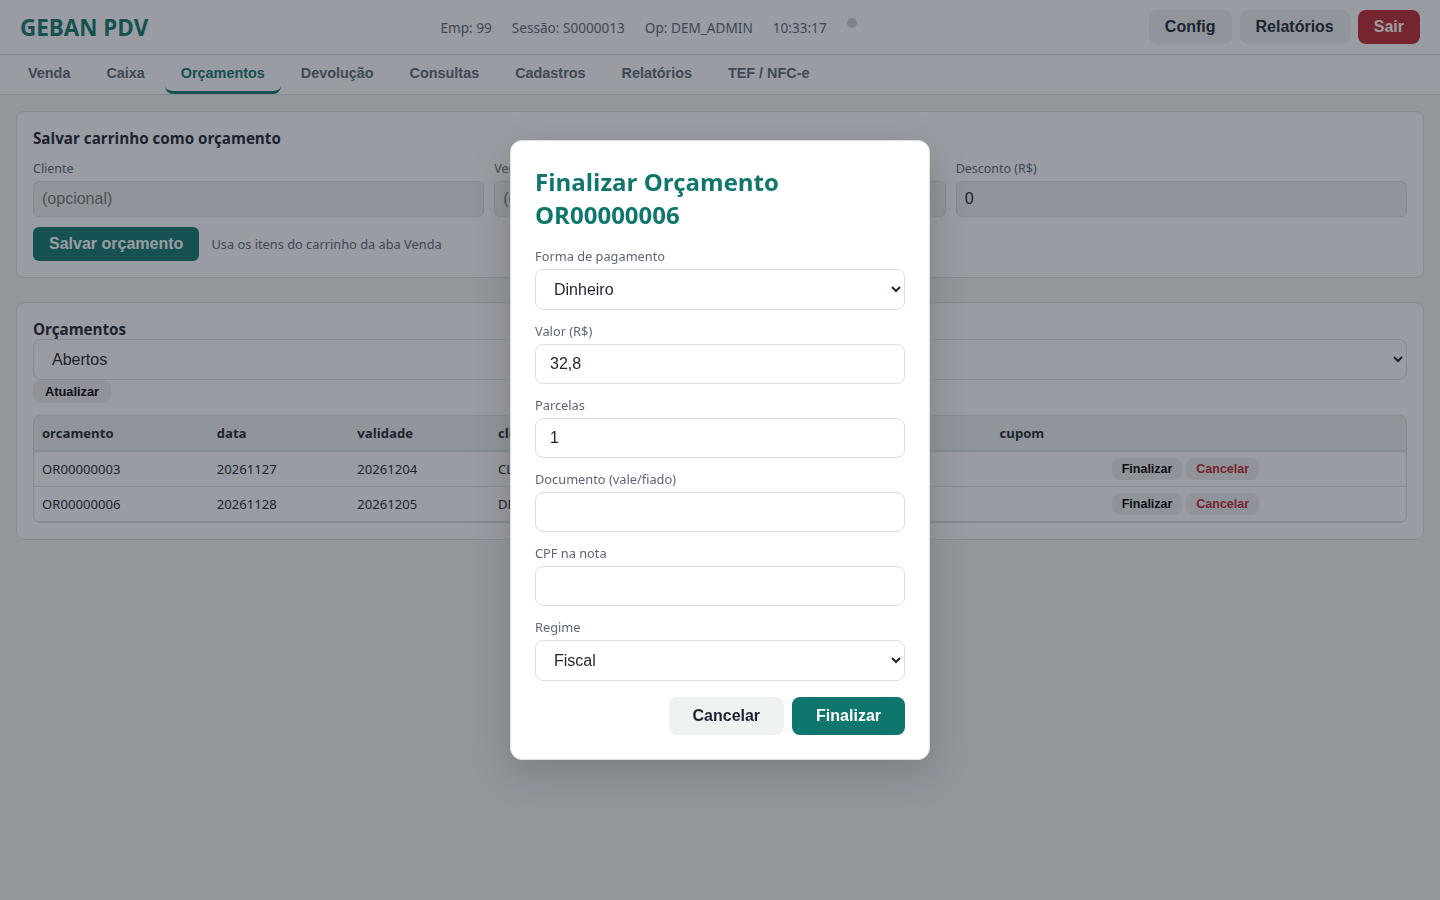 GEBAN PDV
Emp: 99 Sessão: S0000013 Op: DEM_ADMIN 10:33:17
Config Relatórios Sair
Venda Caixa Orçamentos Devolução Consultas Cadastros Relatórios TEF / NFC-e
Salvar carrinho como orçamento
Cliente Desconto (R$)
(opcional) 0
Salvar orçamento Usa os itens do carrinho da aba Venda
Orçamentos
Abertos
Atualizar
orcamento data validade cupom
OR00000003 20261127 20261204 Finalizar Cancelar
OR00000006 20261128 20261205 Finalizar Cancelar
Finalizar Orçamento
OR00000006
Forma de pagamento
Dinheiro
Valor (R$)
32,8
Parcelas
1
Documento (vale/fiado)
CPF na nota
Regime
Fiscal
Cancelar Finalizar